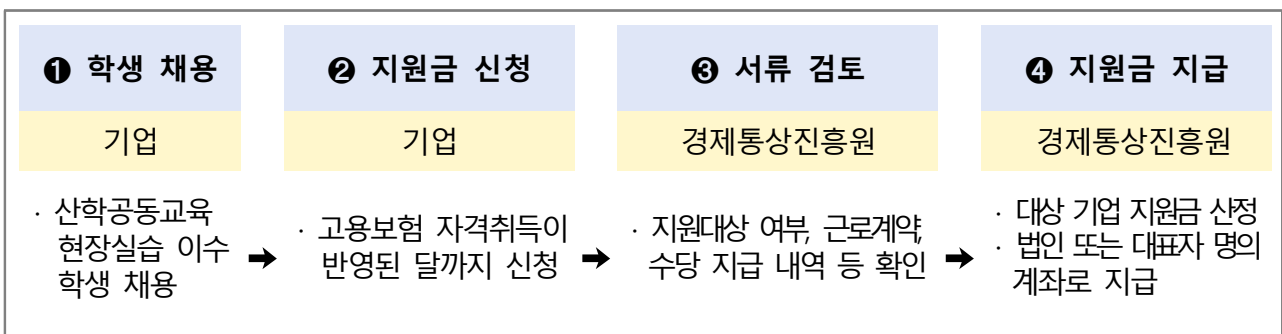 ❶ 학생 채용
기업
· 산학공동교육
현장실습 이수
학생 채용
➡
❷ 지원금 신청
기업
· 고용보험 자격취득이
반영된 달까지 신청
➡
❸ 서류 검토
경제통상진흥원
· 지원대상 여부, 근로계약,
수당 지급 내역 등 확인
➡
❹ 지원금 지급
경제통상진흥원
· 대상 기업 지원금 산정
· 법인 또는 대표자 명의
계좌로 지급